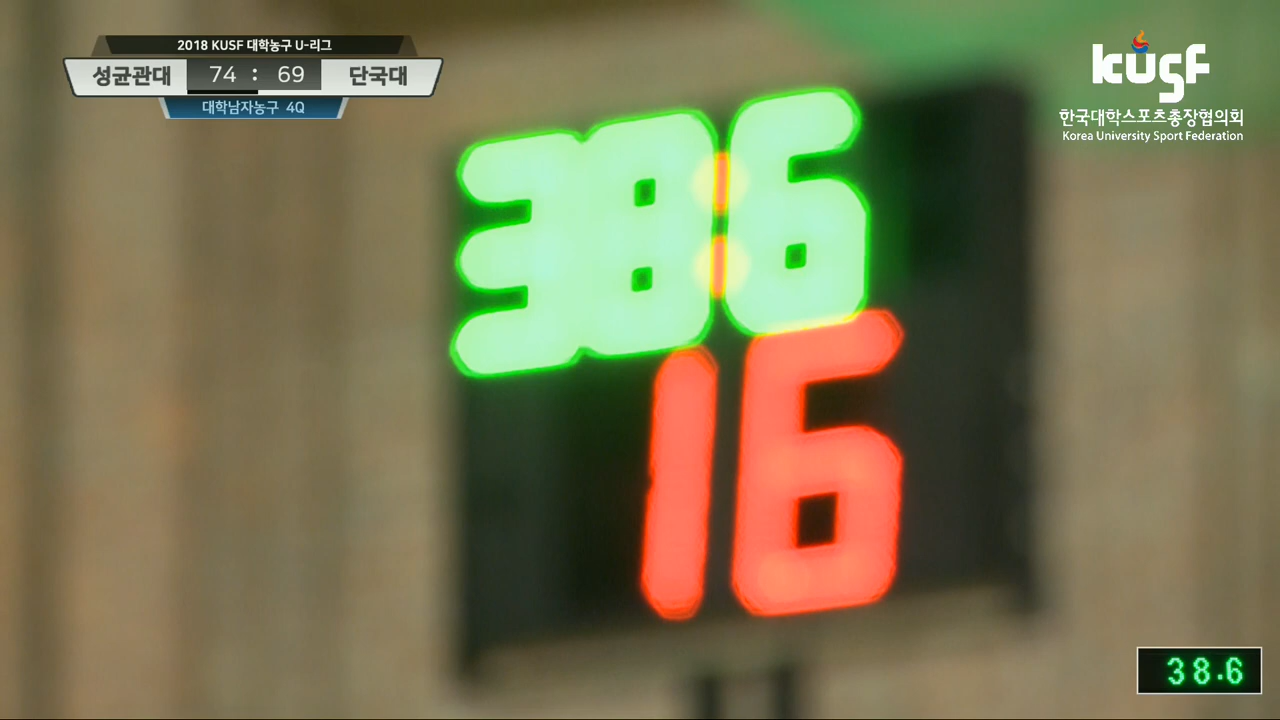 2018 KUSF 대학농구 U-리그
성균관대 74 : 69 단국대
대학남자농구 4Q
kusf
한국대학스포츠총장협의회
Korea University Sport Federation
38:6
16
38.6